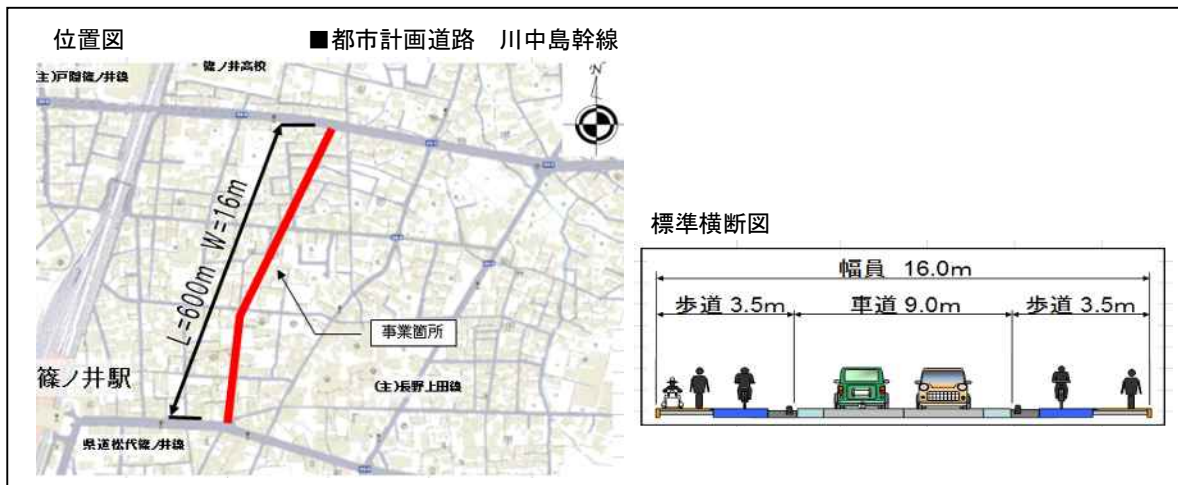 位置図
■都市計画道路 川中島幹線
篠ノ井高校
(主)戸隠篠ノ井線
N
L=600m W=16m
事業箇所
篠ノ井駅
(主)長野上田線
県道松代篠ノ井線
標準横断図
幅員 16.0m
歩道 3.5m
車道 9.0m
歩道 3.5m